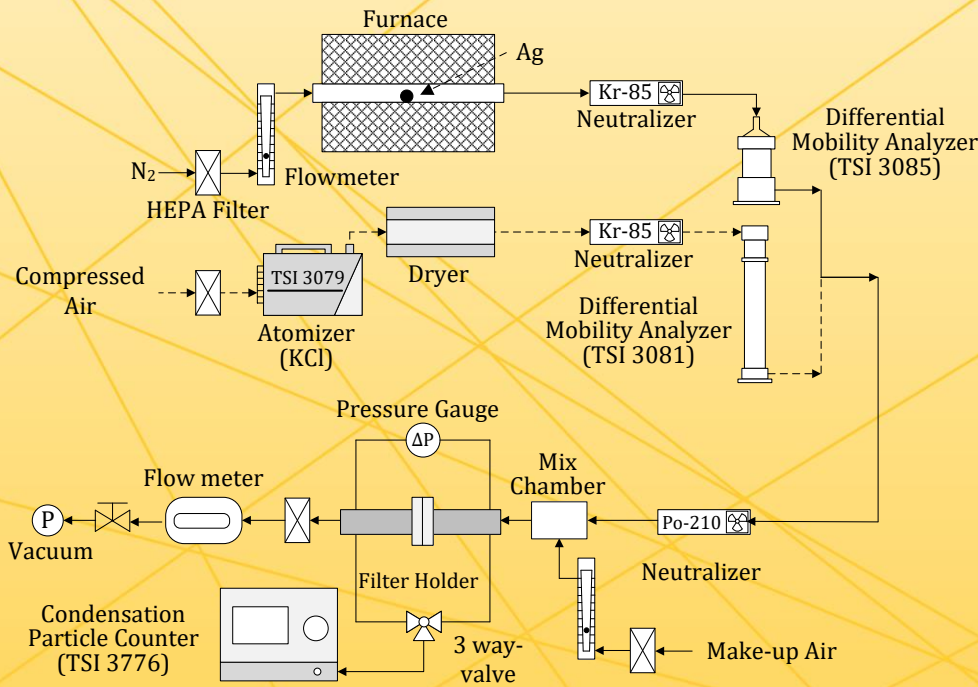 Furnace
Ag
Kr-85
Neutralizer
Differential
Mobility Analyzer
(TSI 3085)
N₂
Flowmeter
HEPA Filter
Compressed
Air
TSI 3079
Atomizer
(KCl)
Dryer
Kr-85
Neutralizer
Differential
Mobility Analyzer
(TSI 3081)
Pressure Gauge
ΔP
Mix
Chamber
Flow meter
P
Vacuum
Po-210
Neutralizer
Filter Holder
Condensation
Particle Counter
(TSI 3776)
3 way-
valve
Make-up Air